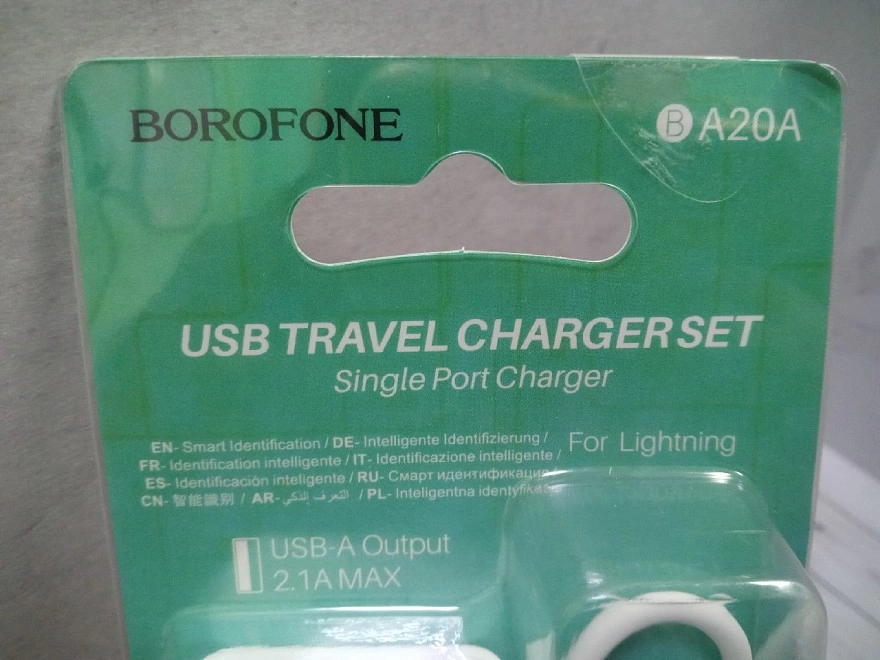 BOROFONE
B A20A
USB TRAVEL CHARGER SET
Single Port Charger
EN- Smart Identification / DE- Intelligente Identifizierung /
FR- Identification intelligente / IT- Identificazione intelligente /
ES- Identificación inteligente / RU- Смарт идентификация
CN- 智能識别 / AR- التعرف الذكي / PL- Inteligentna identyfikac
For Lightning
USB-A Output
2.1A MAX